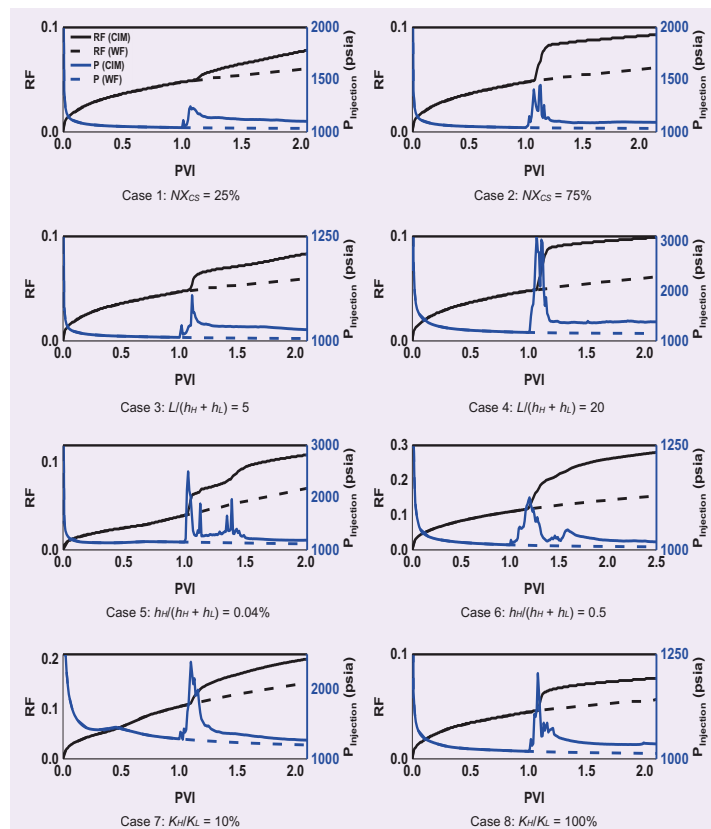 0.1
RF (CIM)
RF (WF)
P (CIM)
P (WF)
0.0
RF
2000
1500
1000
P Injection (psia)
0.0 0.5 1.0 1.5 2.0
PVI
Case 1: NXCS = 25%
0.1
0.0
RF
2000
1500
1000
P Injection (psia)
0.0 0.5 1.0 1.5 2.0
PVI
Case 2: NXCS = 75%
0.1
0.0
RF
1250
1000
P Injection (psia)
0.0 0.5 1.0 1.5 2.0
PVI
Case 3: L/(hH + hL) = 5
0.1
0.0
RF
3000
2000
1000
P Injection (psia)
0.0 0.5 1.0 1.5 2.0
PVI
Case 4: L/(hH + hL) = 20
0.1
0.0
RF
3000
2000
1000
P Injection (psia)
0.0 0.5 1.0 1.5 2.0
PVI
Case 5: hH/(hH + hL) = 0.04%
0.3
0.2
0.1
0.0
RF
1250
1000
P Injection (psia)
0.0 0.5 1.0 1.5 2.0 2.5
PVI
Case 6: hH/(hH + hL) = 0.5
0.2
0.1
0.0
RF
2000
1000
P Injection (psia)
0.0 0.5 1.0 1.5 2.0
PVI
Case 7: KH/KL = 10%
0.1
0.0
RF
1250
1000
P Injection (psia)
0.0 0.5 1.0 1.5 2.0
PVI
Case 8: KH/KL = 100%